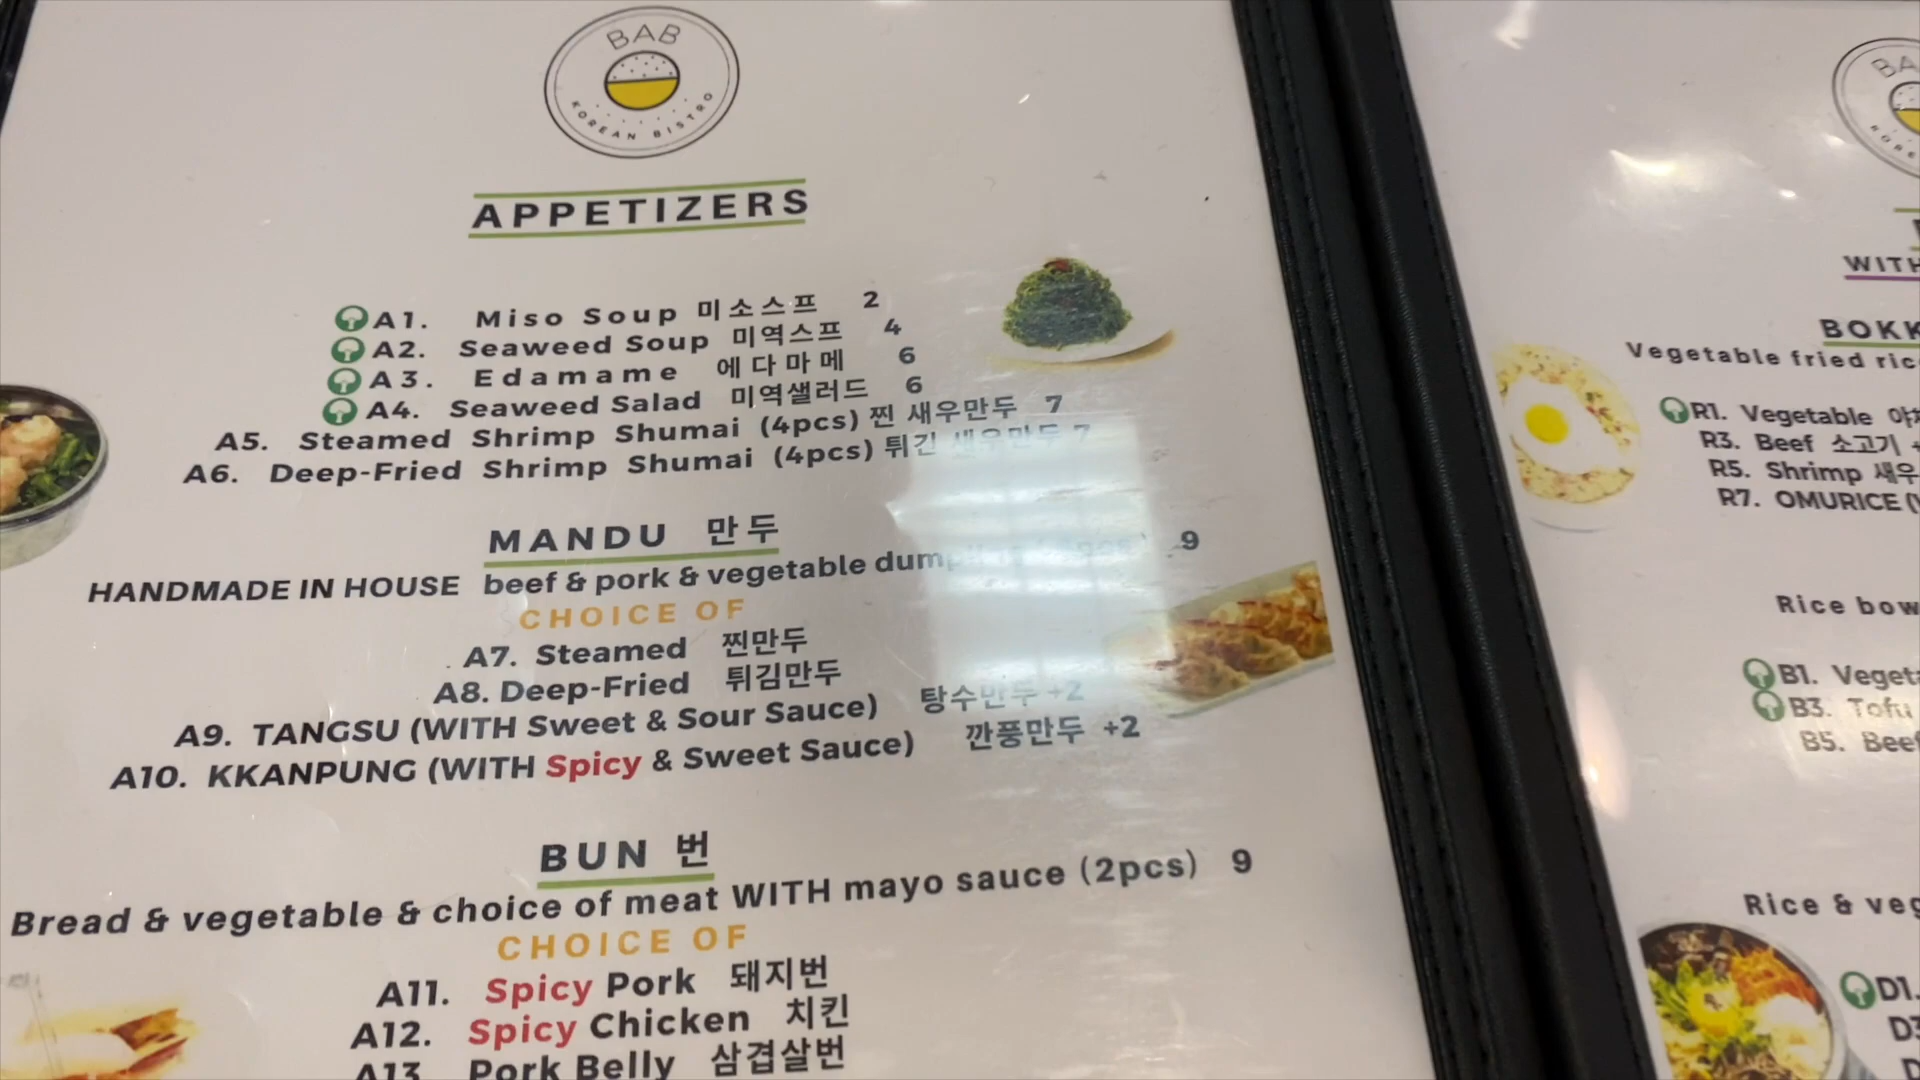 BAB
KOREAN BISTRO
APPETIZERS
A1. Miso Soup 미소스프 2
A2. Seaweed Soup 미역스프 4
A3. Edamame 에다마메 6
A4. Seaweed Salad 미역샐러드 6
A5. Steamed Shrimp Shumai (4pcs) 찐 새우만두 7
A6. Deep-Fried Shrimp Shumai (4pcs) 튀긴 새우만두 7
MANDU 만두
HANDMADE IN HOUSE beef & pork & vegetable 9
CHOICE OF
A7. Steamed 찐만두
A8. Deep-Fried 튀김만두
A9. TANGSU (WITH Sweet & Sour Sauce) 탕수만두 +2
A10. KKANPUNG (WITH Spicy & Sweet Sauce) 깐풍만두 +2
BUN 번
Bread & vegetable & choice of meat WITH mayo sauce (2pcs) 9
CHOICE OF
A11. Spicy Pork 돼지번
A12. Spicy Chicken 치킨
A13 Pork Belly 삼겹살번
Vegetable fried
R1. Vegetable
R3. Beef 소고기
R5. Shrimp
R7. OMURICE
Rice
B1.
B3. Tofu
B5.
Rice &
D1.